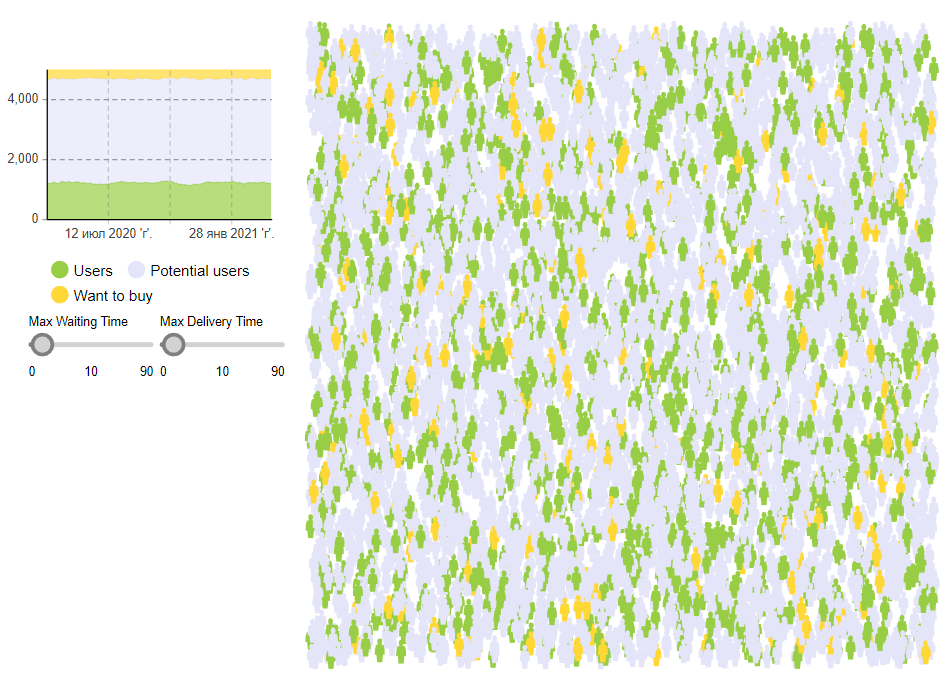 4,000
2,000
0
12 июл 2020 'г'.
28 янв 2021 'г'.
Users
Potential users
Want to buy
Max Waiting Time
Max Delivery Time
0
10
90
0
10
90